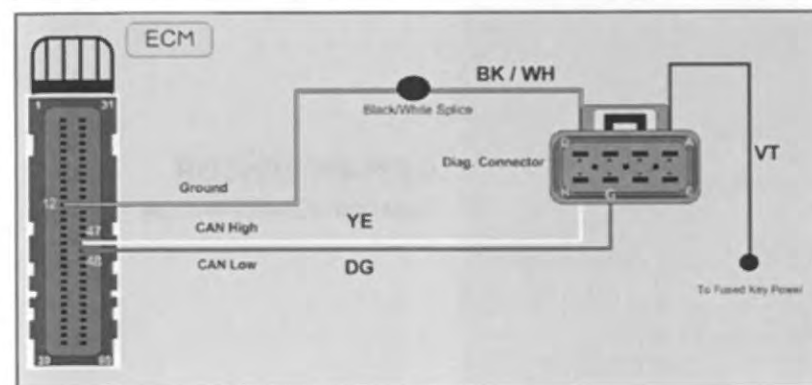 ECM
BK / WH
1 31
Black/White Splice
Diag. Connector
VT
Ground
12
G
CAN High
YE
47
48
CAN Low
DG
To Fused Key Power